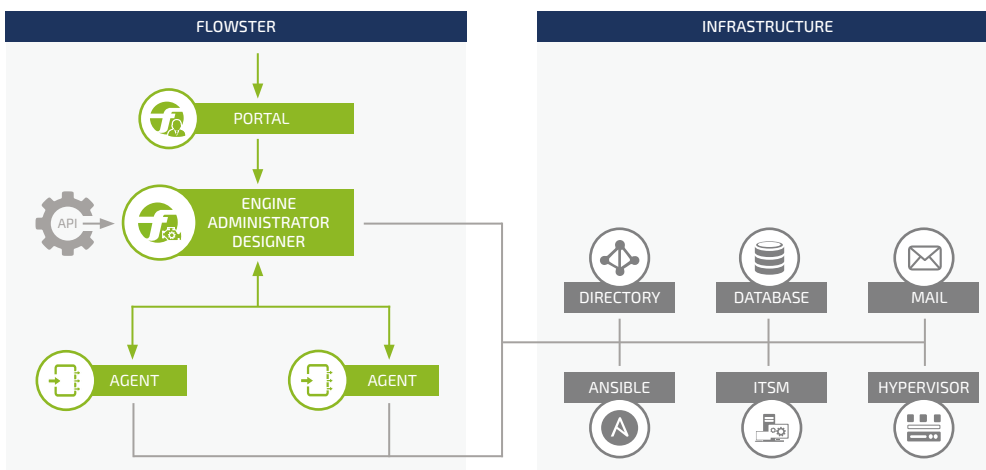 FLOWSTER
PORTAL
API
ENGINE
ADMINISTRATOR
DESIGNER
AGENT
AGENT
INFRASTRUCTURE
DIRECTORY
DATABASE
MAIL
ANSIBLE
ITSM
HYPERVISOR